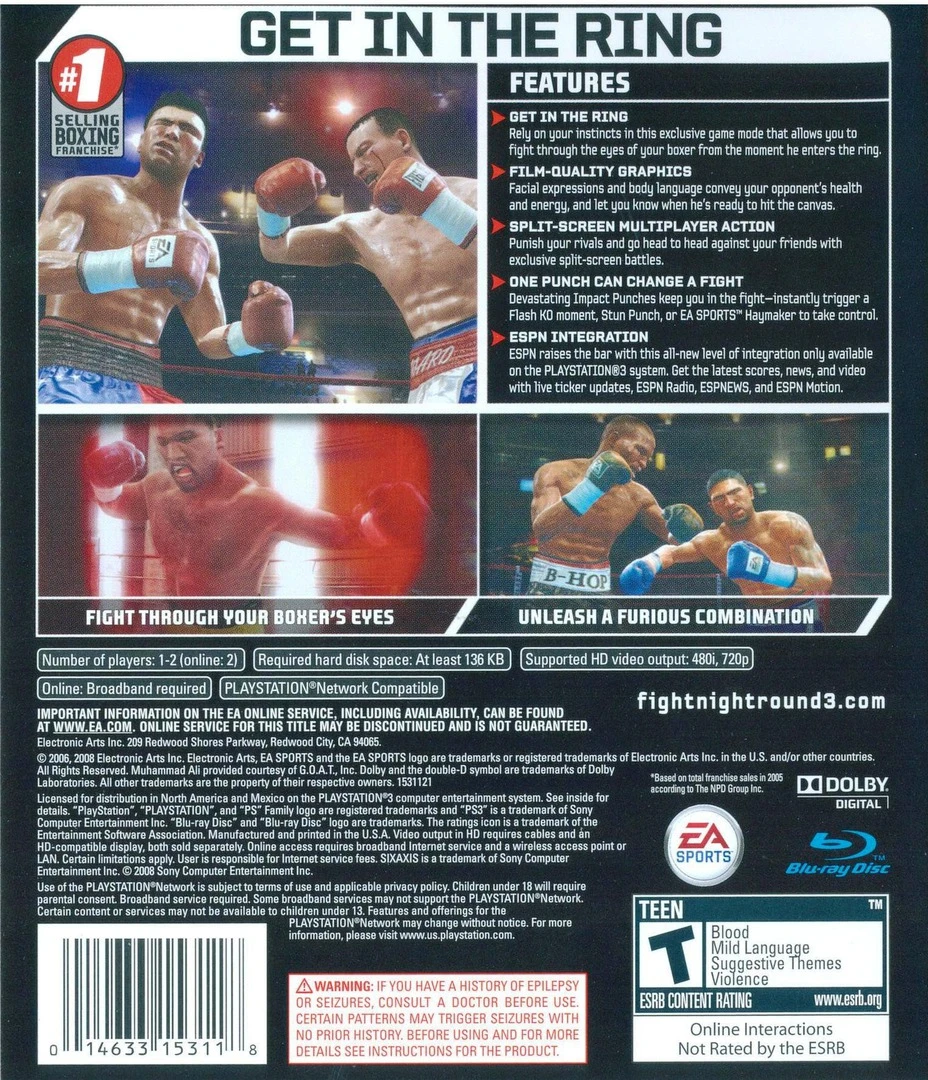 GET IN THE RING
#1
SELLING
BOXING
FRANCHISE*
FEATURES
GET IN THE RING
Rely on your instincts in this exclusive game mode that allows you to
fight through the eyes of your boxer from the moment he enters the ring.
FILM-QUALITY GRAPHICS
Facial expressions and body language convey your opponent's health
and energy, and let you know when he's ready to hit the canvas.
SPLIT-SCREEN MULTIPLAYER ACTION
Punish your rivals and go head to head against your friends with
exclusive split-screen battles.
ONE PUNCH CAN CHANGE A FIGHT
Devastating Impact Punches keep you in the fight—instantly trigger a
Flash KO moment, Stun Punch, or EA SPORTS™ Haymaker to take control.
ESPN INTEGRATION
ESPN raises the bar with this all-new level of integration only available
on the PLAYSTATION®3 system. Get the latest scores, news, and video
with live ticker updates, ESPN Radio, ESPNEWS, and ESPN Motion.
EA
B-HOP
FIGHT THROUGH YOUR BOXER'S EYES
UNLEASH A FURIOUS COMBINATION
Number of players: 1-2 (online: 2)
Required hard disk space: At least 136 KB
Supported HD video output: 480i, 720p
Online: Broadband required
PLAYSTATION®Network Compatible
fightnightround3.com
IMPORTANT INFORMATION ON THE EA ONLINE SERVICE, INCLUDING AVAILABILITY, CAN BE FOUND
AT WWW.EA.COM. ONLINE SERVICE FOR THIS TITLE MAY BE DISCONTINUED AND IS NOT GUARANTEED.
Electronic Arts Inc. 209 Redwood Shores Parkway, Redwood City, CA 94065.
© 2006, 2008 Electronic Arts Inc. Electronic Arts, EA SPORTS and the EA SPORTS logo are trademarks or registered trademarks of Electronic Arts Inc. in the U.S. and/or other countries.
All Rights Reserved. Muhammad Ali provided courtesy of G.O.A.T., Inc. Dolby and the double-D symbol are trademarks of Dolby
Laboratories. All other trademarks are the property of their respective owners. 1531121
Licensed for distribution in North America and Mexico on the PLAYSTATION®3 computer entertainment system. See inside for
details. "PlayStation", "PLAYSTATION", and "PS" Family logo are registered trademarks and "PS3" is a trademark of Sony
Computer Entertainment Inc. "Blu-ray Disc" and "Blu-ray Disc" logo are trademarks. The ratings icon is a trademark of the
Entertainment Software Association. Manufactured and printed in the U.S.A. Video output in HD requires cables and an
HD-compatible display, both sold separately. Online access requires broadband Internet service and a wireless access point or
LAN. Certain limitations apply. User is responsible for Internet service fees. SIXAXIS is a trademark of Sony Computer
Entertainment Inc. © 2008 Sony Computer Entertainment Inc.
Use of the PLAYSTATION®Network is subject to terms of use and applicable privacy policy. Children under 18 will require
parental consent. Broadband service required. Some broadband services may not support the PLAYSTATION®Network.
Certain content or services may not be available to children under 13. Features and offerings for the
PLAYSTATION®Network may change without notice. For more
information, please visit www.us.playstation.com.
*Based on total franchise sales in 2005
according to The NPD Group Inc.
DOLBY
DIGITAL
EA
SPORTS
Blu-ray Disc™
TEEN ™
T
Blood
Mild Language
Suggestive Themes
Violence
ESRB CONTENT RATING www.esrb.org
Online Interactions
Not Rated by the ESRB
0 14633 15311 8
WARNING: IF YOU HAVE A HISTORY OF EPILEPSY
OR SEIZURES, CONSULT A DOCTOR BEFORE USE.
CERTAIN PATTERNS MAY TRIGGER SEIZURES WITH
NO PRIOR HISTORY. BEFORE USING AND FOR MORE
DETAILS SEE INSTRUCTIONS FOR THE PRODUCT.